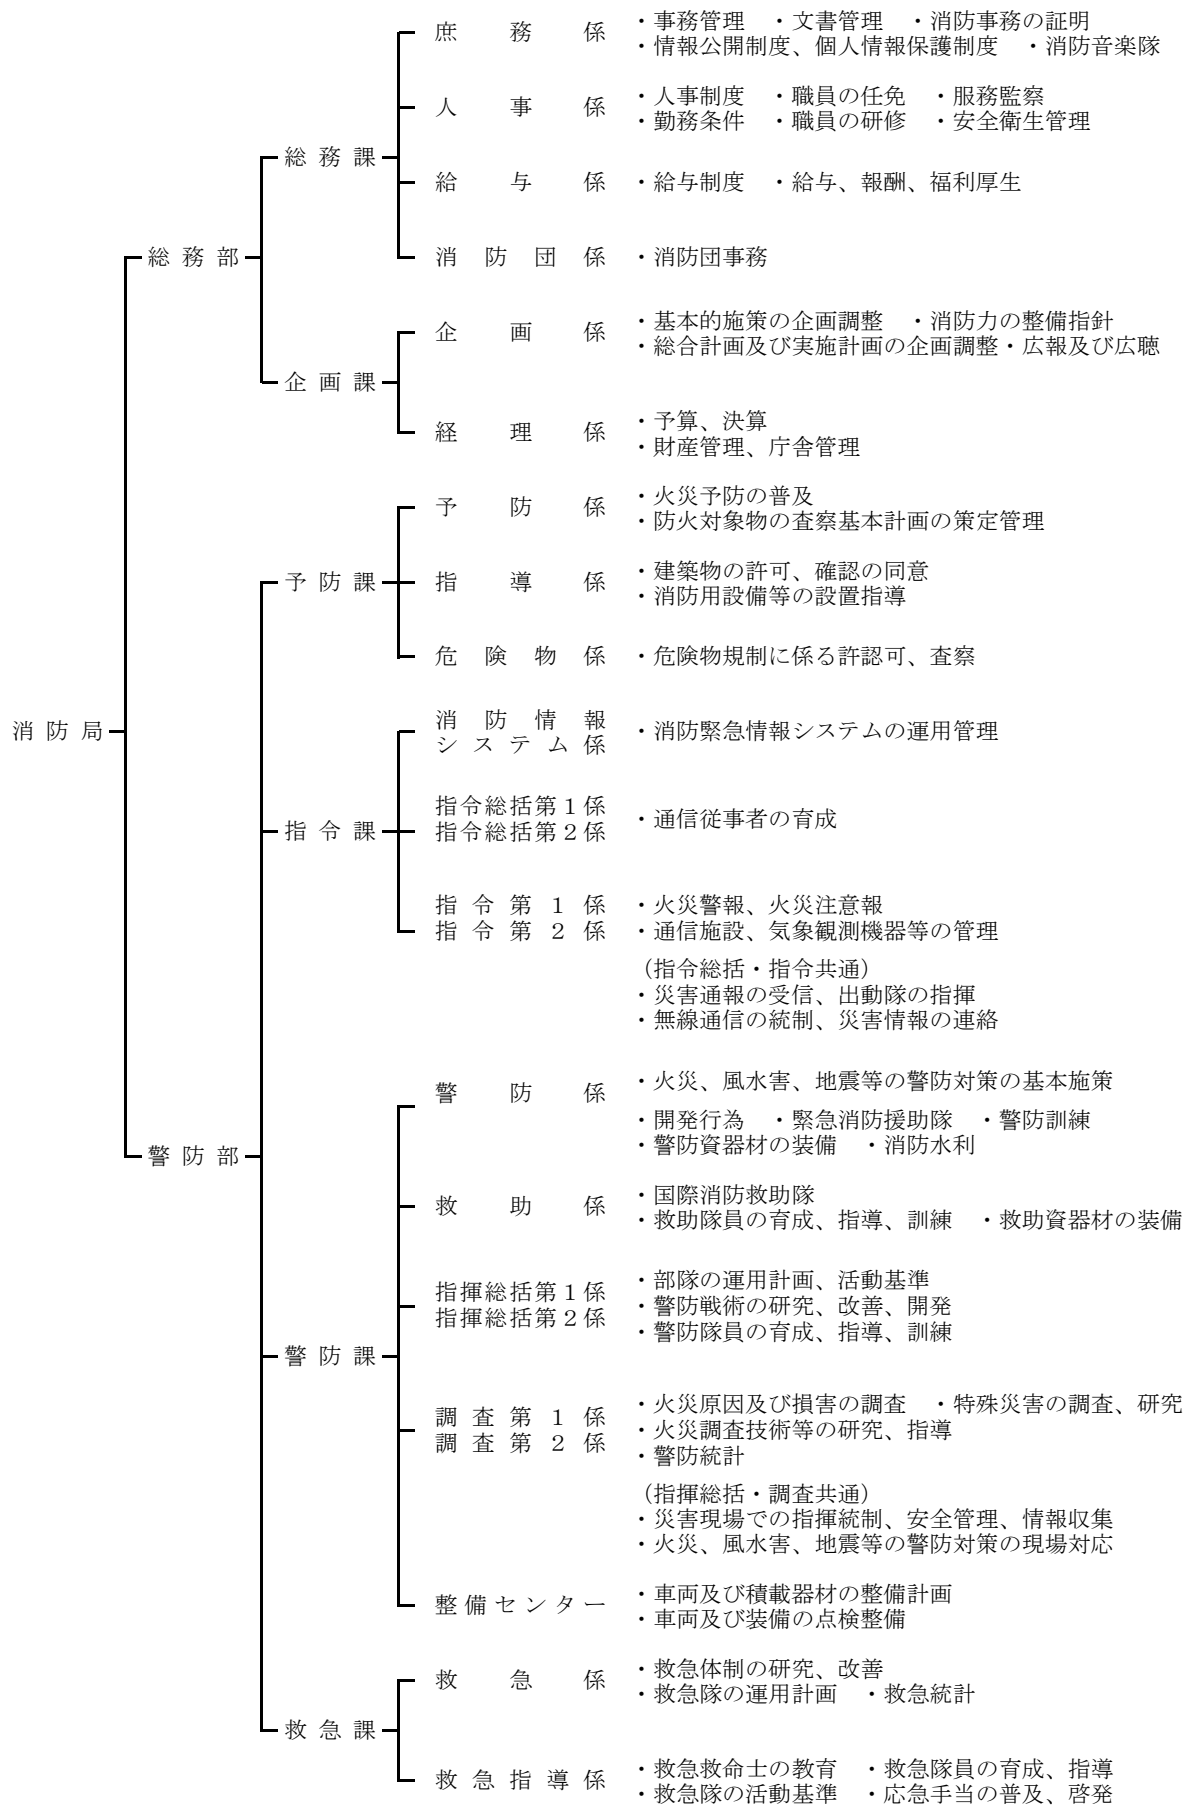 消防局
総務部
総務課
庶務係
・事務管理　・文書管理　・消防事務の証明
・情報公開制度、個人情報保護制度　・消防音楽隊
人事係
・人事制度　・職員の任免　・服務監察
・勤務条件　・職員の研修　・安全衛生管理
給与係
・給与制度　・給与、報酬、福利厚生
消防団係
・消防団事務
企画課
企画係
・基本的施策の企画調整　・消防力の整備指針
・総合計画及び実施計画の企画調整・広報及び広聴
経理係
・予算、決算
・財産管理、庁舎管理
警防部
予防課
予防係
・火災予防の普及
・防火対象物の査察基本計画の策定管理
指導係
・建築物の許可、確認の同意
・消防用設備等の設置指導
危険物係
・危険物規制に係る許認可、査察
指令課
消防情報
システム係
・消防緊急情報システムの運用管理
指令総括第１係
指令総括第２係
・通信従事者の育成
指令第１係
指令第２係
・火災警報、火災注意報
・通信施設、気象観測機器等の管理
（指令総括・指令共通）
・災害通報の受信、出動隊の指揮
・無線通信の統制、災害情報の連絡
警防課
警防係
・火災、風水害、地震等の警防対策の基本施策
・開発行為　・緊急消防援助隊　・警防訓練
・警防資器材の装備　・消防水利
救助係
・国際消防救助隊
・救助隊員の育成、指導、訓練　・救助資器材の装備
指揮総括第１係
指揮総括第２係
・部隊の運用計画、活動基準
・警防戦術の研究、改善、開発
・警防隊員の育成、指導、訓練
調査第１係
調査第２係
・火災原因及び損害の調査　・特殊災害の調査、研究
・火災調査技術等の研究、指導
・警防統計
（指揮総括・調査共通）
・災害現場での指揮統制、安全管理、情報収集
・火災、風水害、地震等の警防対策の現場対応
整備センター
・車両及び積載器材の整備計画
・車両及び装備の点検整備
救急課
救急係
・救急体制の研究、改善
・救急隊の運用計画　・救急統計
救急指導係
・救急救命士の教育　・救急隊員の育成、指導
・救急隊の活動基準　・応急手当の普及、啓発